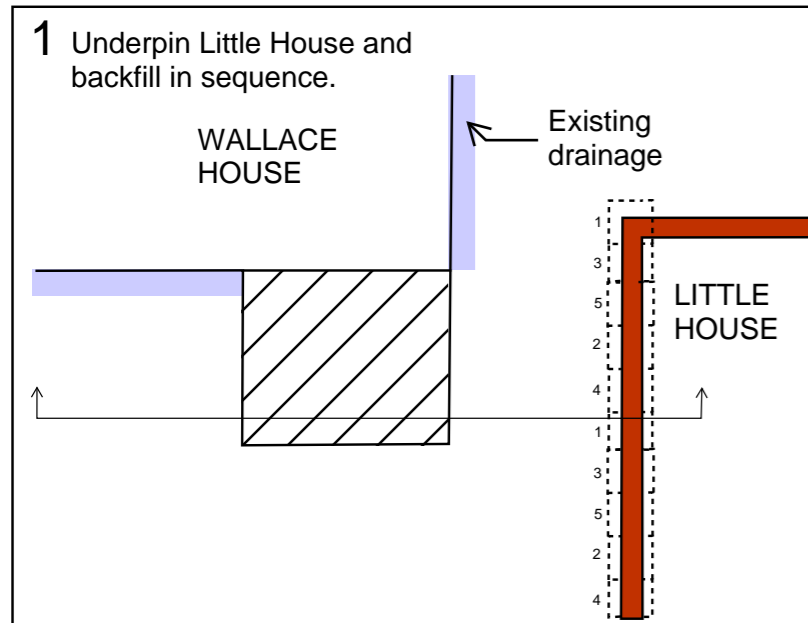 1 Underpin Little House and
backfill in sequence.
WALLACE
HOUSE
Existing
drainage
LITTLE
HOUSE
1
3
5
2
4
1
3
5
2
4